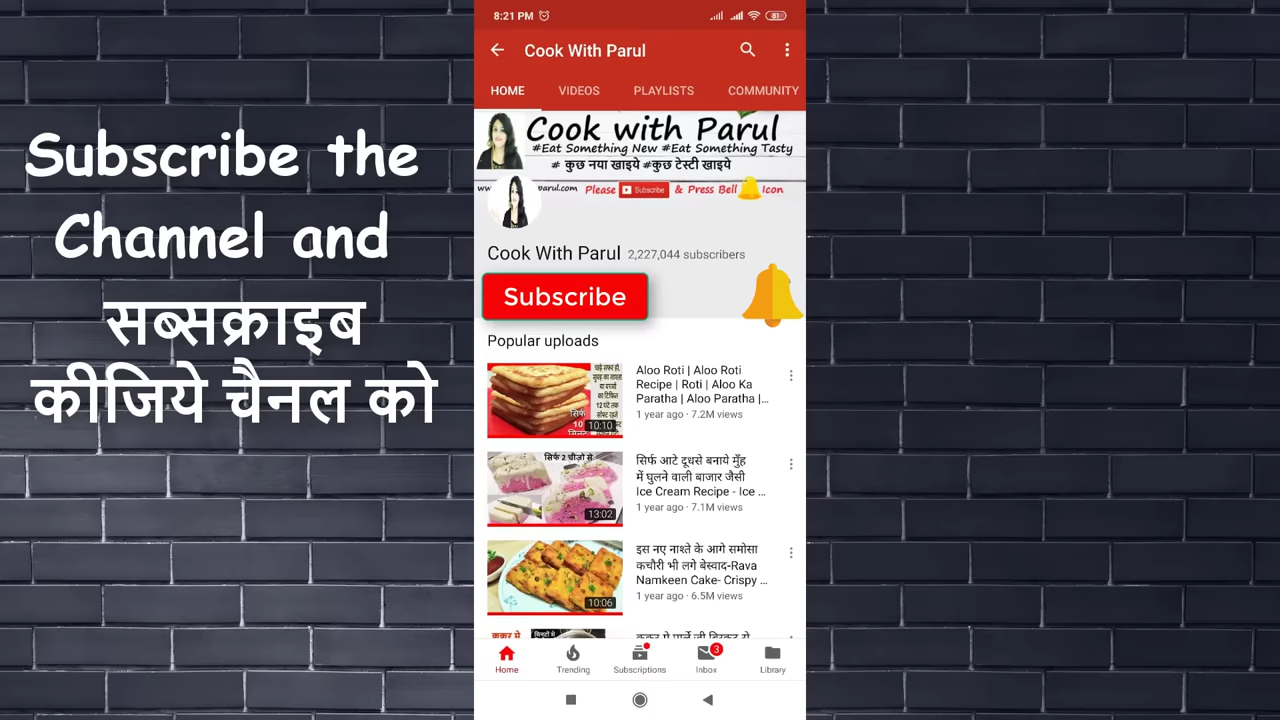 Subscribe the
Channel and
सब्सक्राइब
कीजिये चैनल को
8:21 PM
81
Cook With Parul
HOME VIDEOS PLAYLISTS COMMUNITY
Cook with Parul
#Eat Something New #Eat Something Tasty
# कुछ नया खाइये #कुछ टेस्टी खाइये
parul.com Please Subscribe & Press Bell Icon
Cook With Parul 2,227,044 subscribers
Subscribe
Popular uploads
सिर्फ
10
10:10
Aloo Roti | Aloo Roti
Recipe | Roti | Aloo Ka
Paratha | Aloo Paratha |...
1 year ago · 7.2M views
सिर्फ 2 चीज़ो से
13:02
सिर्फ आटे दूधसे बनाये मुँह
में घुलने वाली बाजार जैसी
Ice Cream Recipe - Ice ...
1 year ago · 7.1M views
10:06
इस नए नाश्ते के आगे समोसा
कचौरी भी लगे बेस्वाद-Rava
Namkeen Cake- Crispy ...
1 year ago · 6.5M views
3
Home Trending Subscriptions Inbox Library